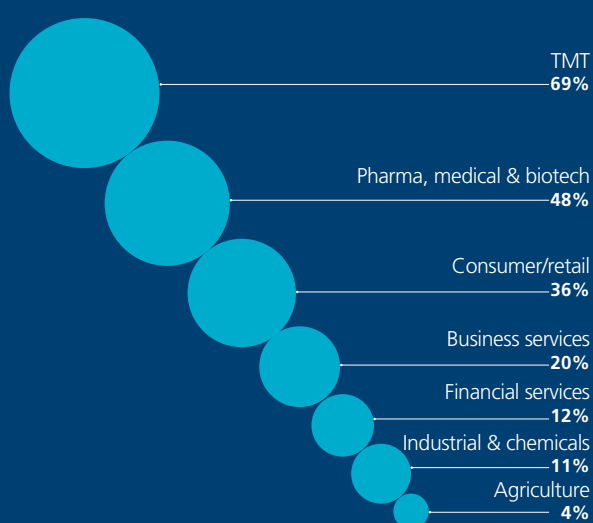 TMT
69%
Pharma, medical & biotech
48%
Consumer/retail
36%
Business services
20%
Financial services
12%
Industrial & chemicals
11%
Agriculture
4%